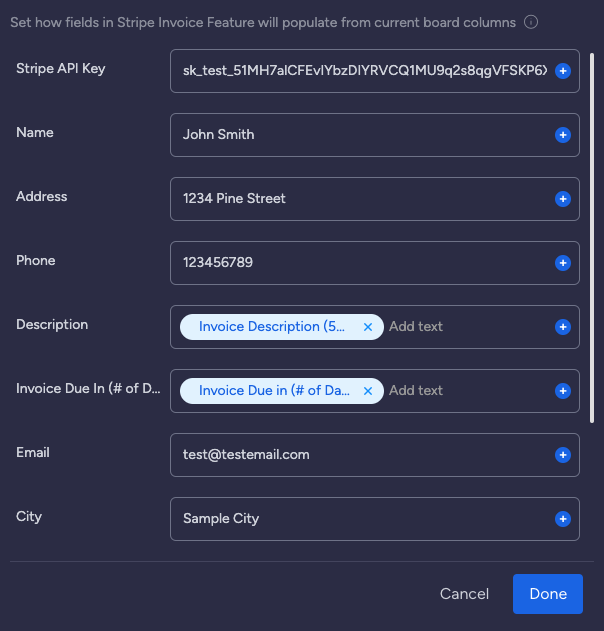 Set how fields in Stripe Invoice Feature will populate from current board columns
Stripe API Key
sk_test_51MH7alCFEvlYbzDlYRVCQ1MU9q2s8qgVFSKP6X
Name
John Smith
Address
1234 Pine Street
Phone
123456789
Description
Invoice Description (5...
Add text
Invoice Due In (# of D...
Invoice Due in (# of Da...
Add text
Email
test@testemail.com
City
Sample City
Cancel
Done